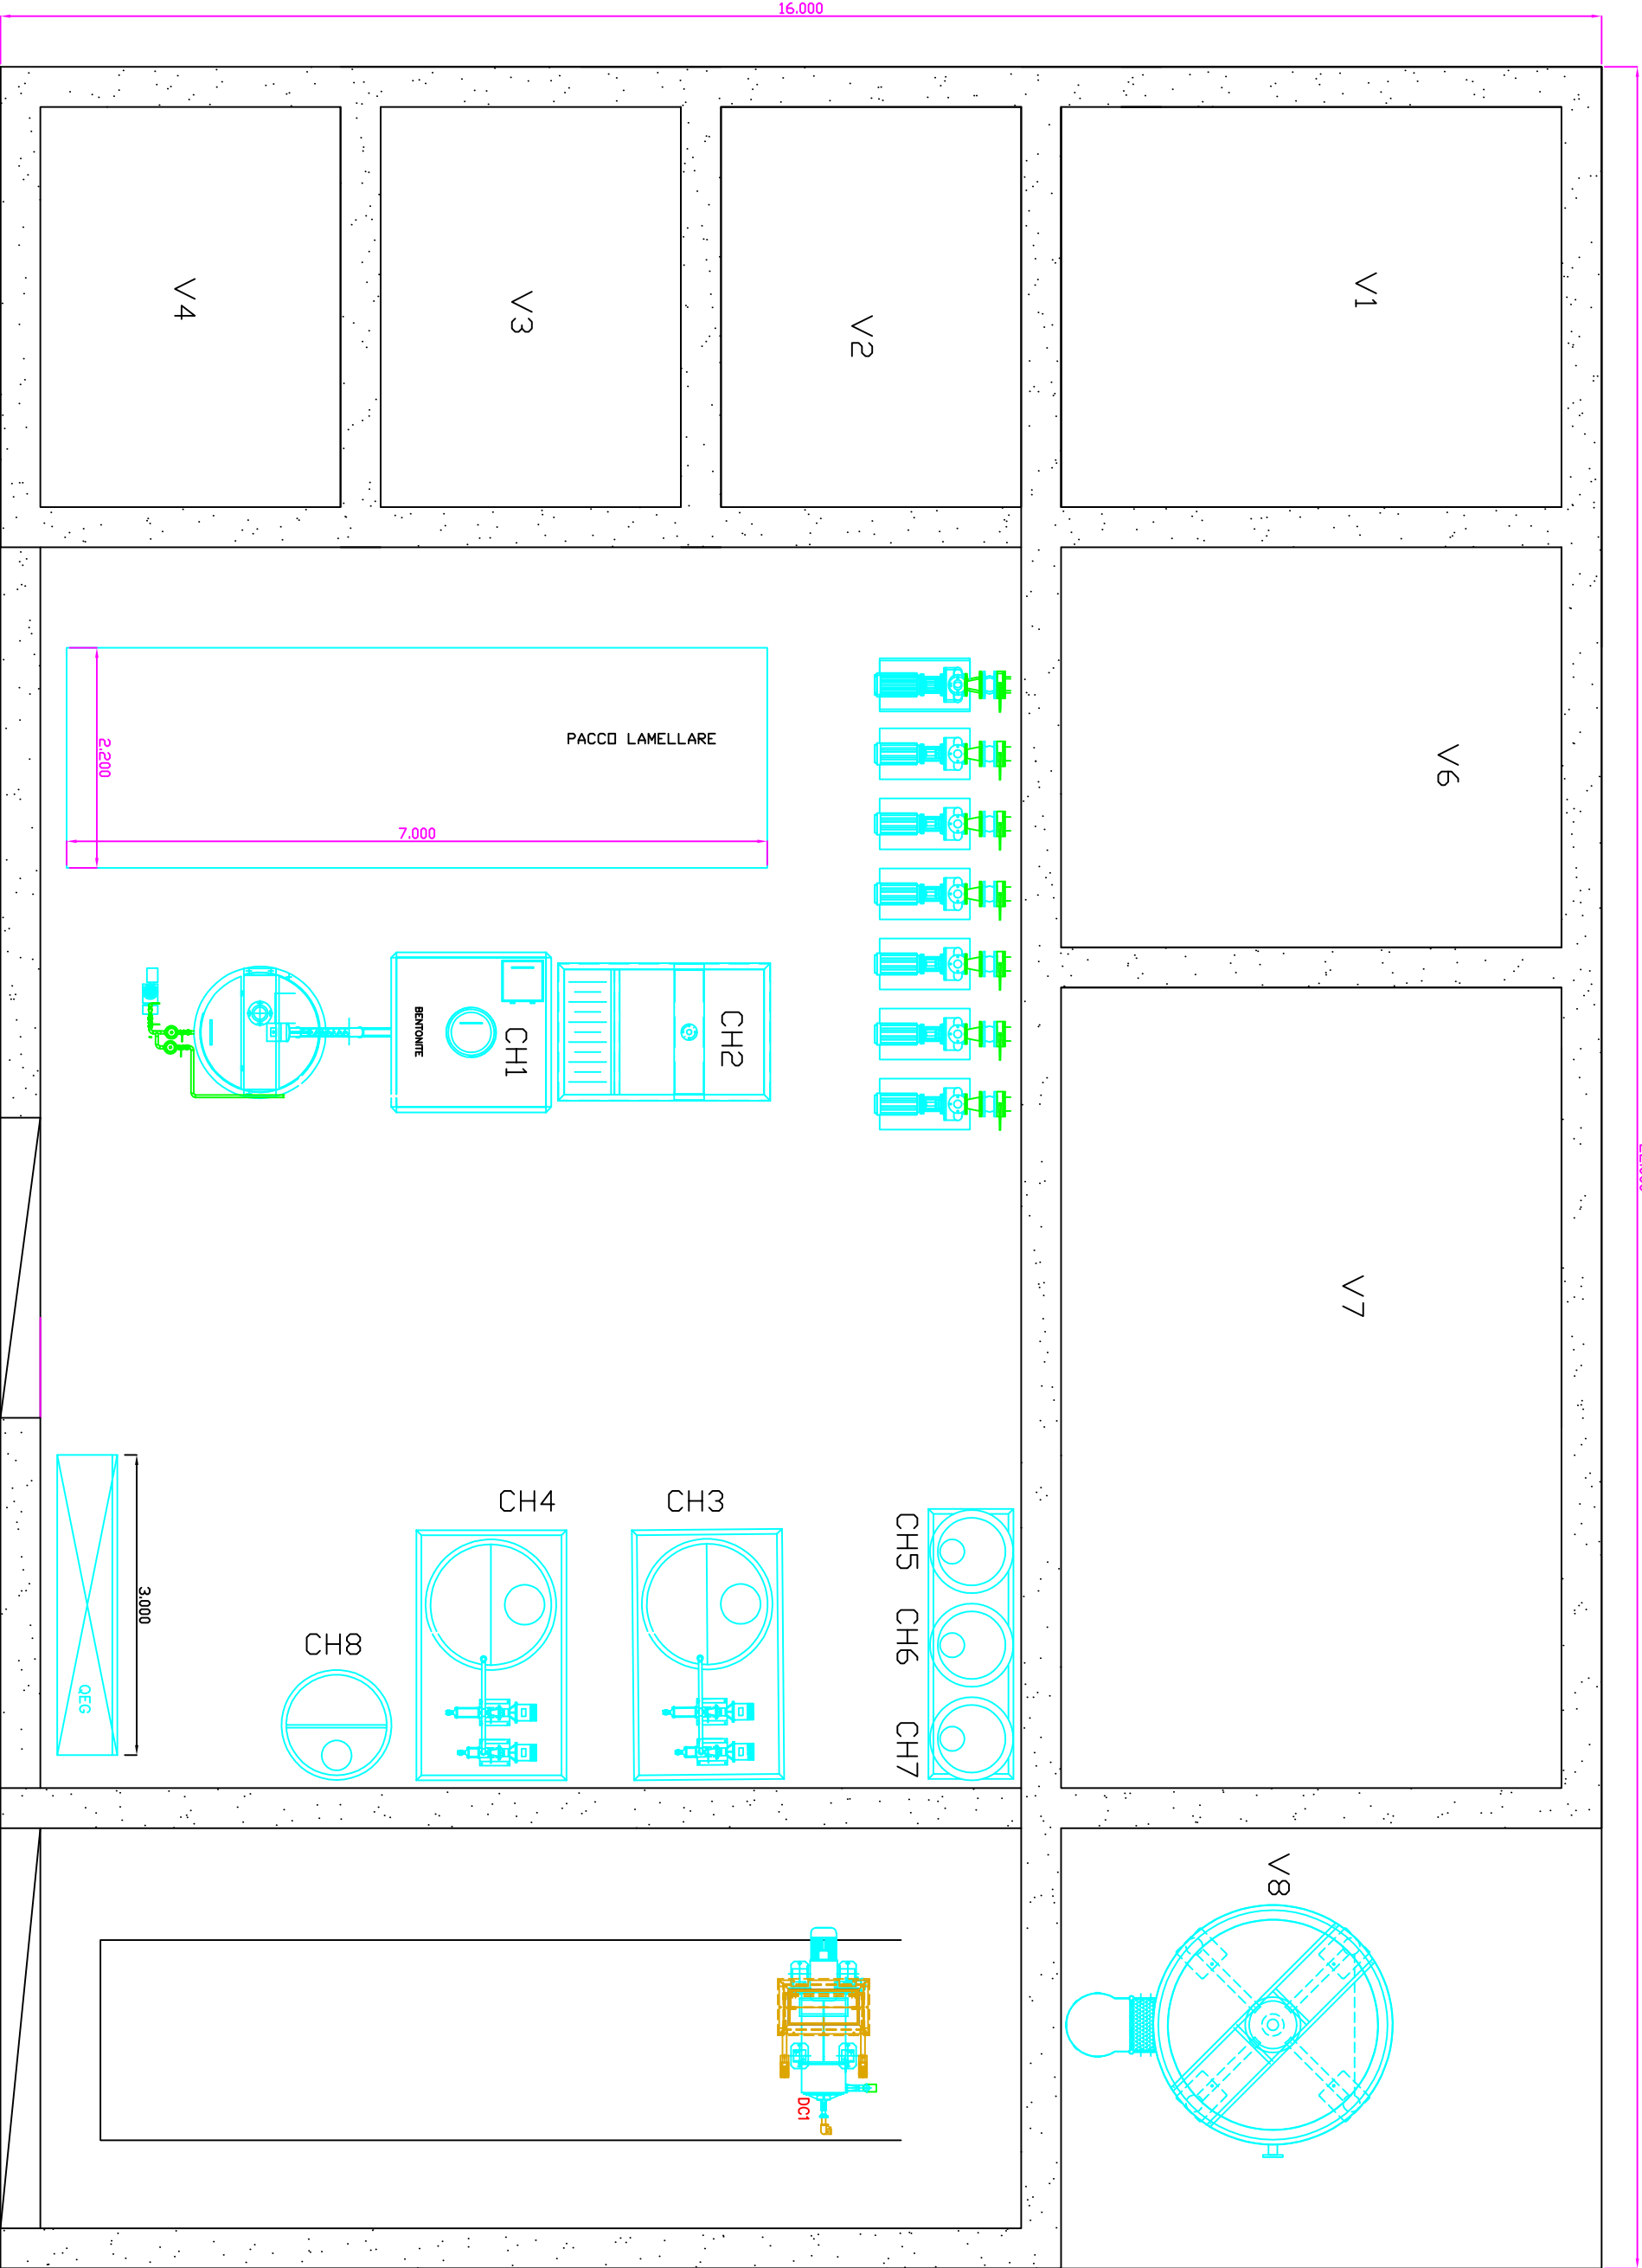 16.000
V4
V3
V2
V1
V6
PACCO LAMELLARE
2.200
7.000
BENTONITE
CH1
CH2
V7
CH4
CH3
CH5
CH6
CH7
3.000
CH8
QEG
V8
DC1